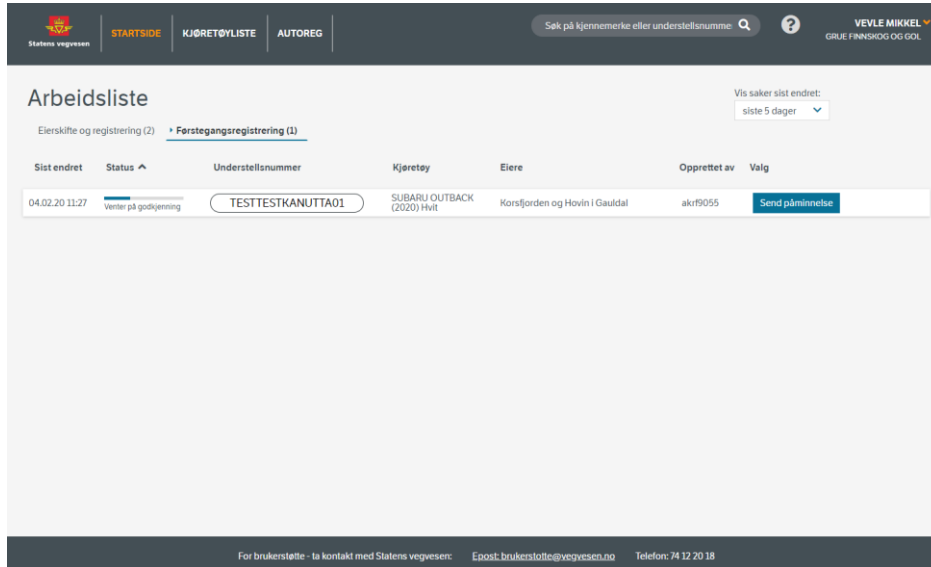 Statens vegvesen
STARTSIDE
KJØRETØYLISTE
AUTOREG
Søk på kjennemerke eller understellsnumme
?
VEVLE MIKKEL
GRUE FINNSKOG OG GOL
Arbeidsliste
Vis saker sist endret:
siste 5 dager
Eierskifte og registrering (2)
Førstegangsregistrering (1)
Sist endret Status Understellsnummer Kjøretøy Eiere Opprettet av Valg
04.02.20 11:27
Venter på godkjenning
TESTTESTKANUTTA01
SUBARU OUTBACK
(2020) Hvit
Korsfjorden og Hovin i Gauldal
akrf9055
Send påminnelse
For brukerstøtte - ta kontakt med Statens vegvesen: Epost: brukerstotte@vegvesen.no Telefon: 74 12 20 18